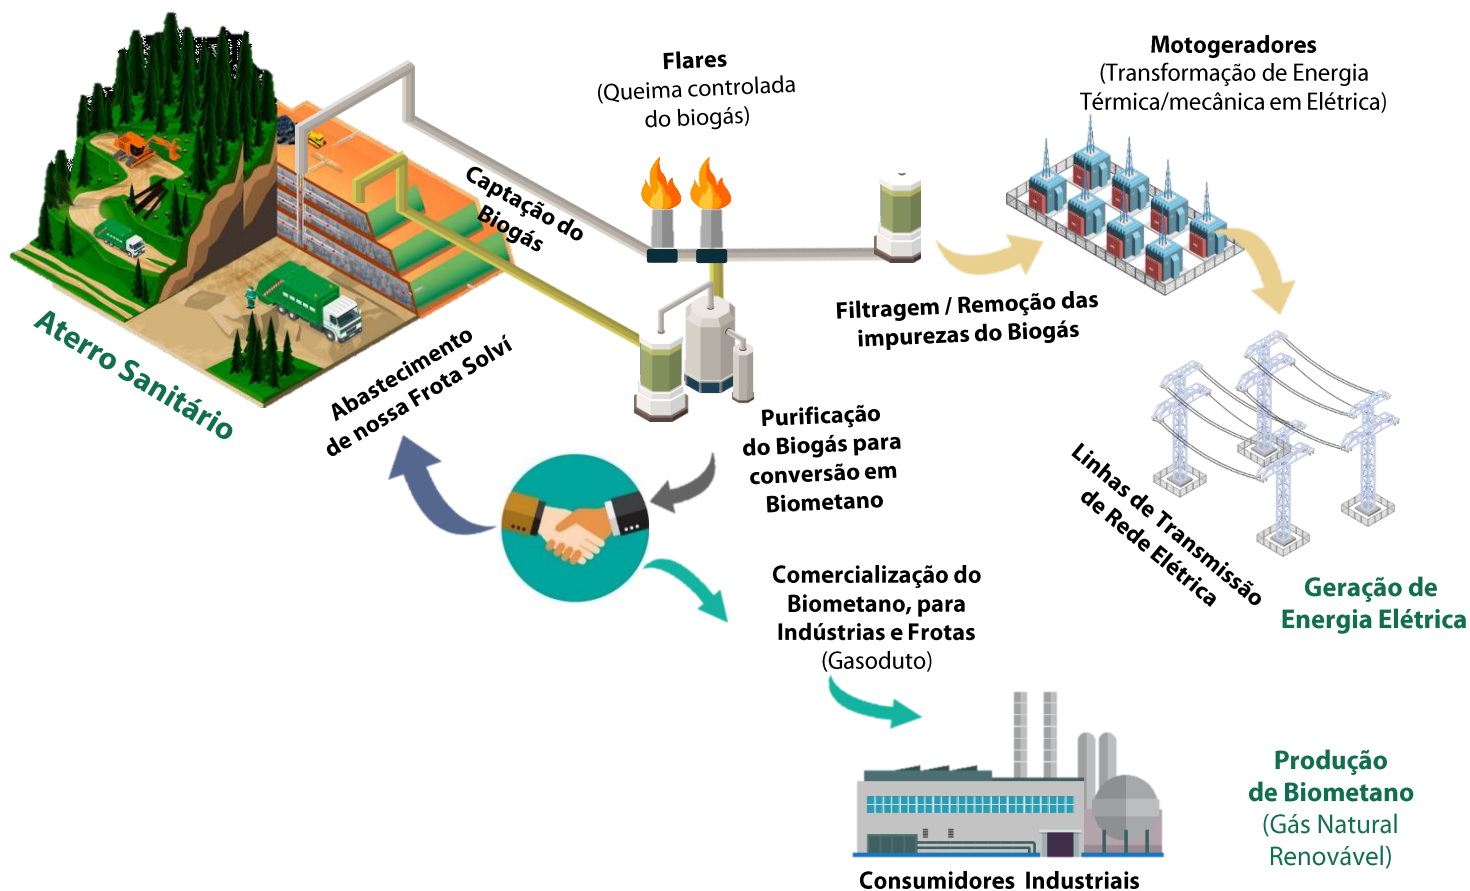 Flares
(Queima controlada
do biogás)
Motogeradores
(Transformação de Energia
Térmica/mecânica em Elétrica)
Captação do
Biogás
Filtragem / Remoção das
impurezas do Biogás
Aterro Sanitário
Abastecimento
de nossa Frota Solví
Purificação
do Biogás para
conversão em
Biometano
Linhas de Transmissão
de Rede Elétrica
Geração de
Energia Elétrica
Comercialização do
Biometano, para
Indústrias e Frotas
(Gasoduto)
Produção
de Biometano
(Gás Natural
Renovável)
Consumidores Industriais